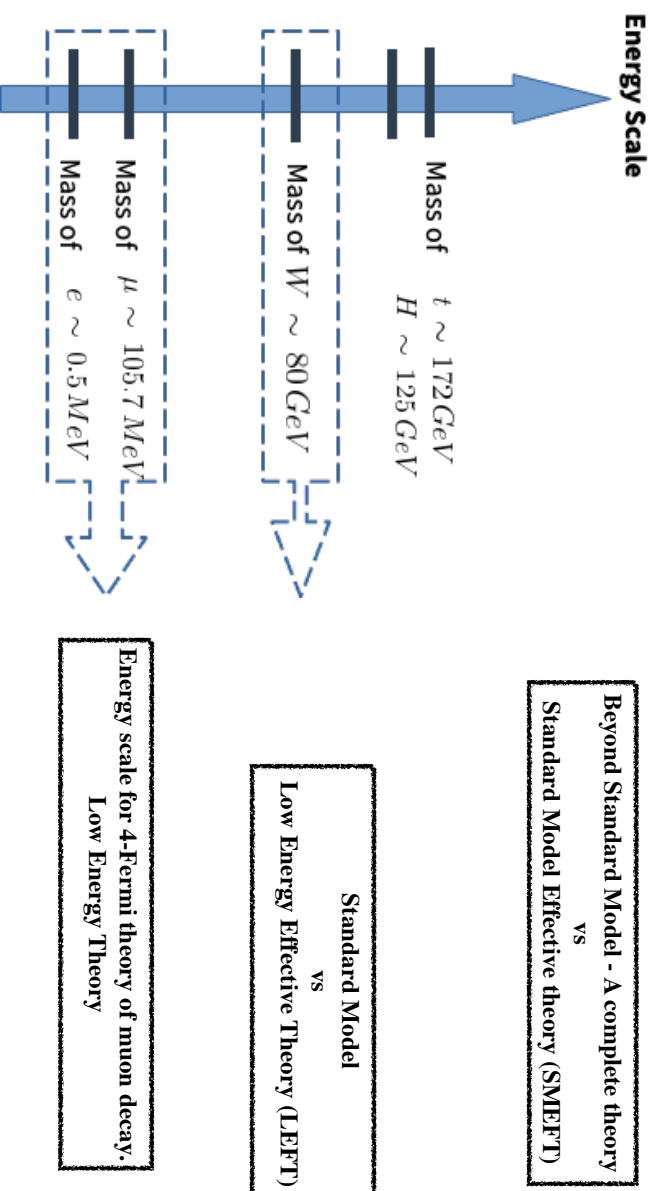 Energy Scale
Mass of t ∼ 172GeV
H ∼ 125GeV
Mass of W ∼ 80GeV
Mass of μ ∼ 105.7MeV
Mass of e ∼ 0.5MeV
Beyond Standard Model - A complete theory
vs
Standard Model Effective theory (SMEFT)
Standard Model
vs
Low Energy Effective Theory (LEFT)
Energy scale for 4-Fermi theory of muon decay.
Low Energy Theory